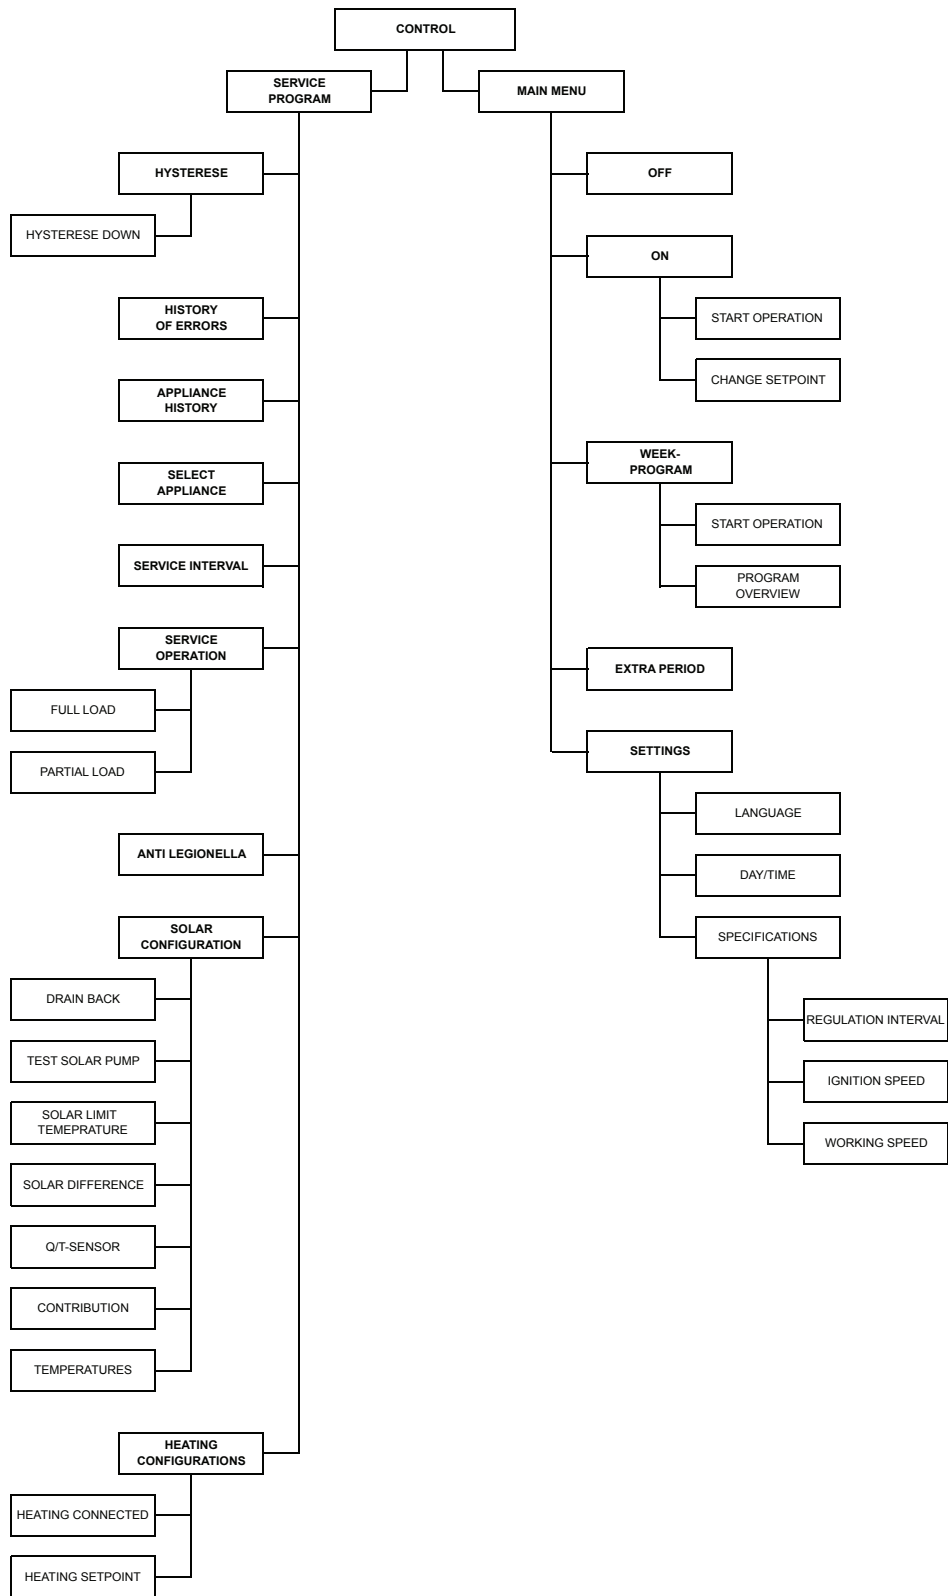 CONTROL
SERVICE
PROGRAM
MAIN MENU
HYSTERESE
HYSTERESE DOWN
HISTORY
OF ERRORS
APPLIANCE
HISTORY
SELECT
APPLIANCE
SERVICE INTERVAL
SERVICE
OPERATION
FULL LOAD
PARTIAL LOAD
ANTI LEGIONELLA
SOLAR
CONFIGURATION
DRAIN BACK
TEST SOLAR PUMP
SOLAR LIMIT
TEMEPRATURE
SOLAR DIFFERENCE
Q/T-SENSOR
CONTRIBUTION
TEMPERATURES
HEATING
CONFIGURATIONS
HEATING CONNECTED
HEATING SETPOINT
OFF
ON
START OPERATION
CHANGE SETPOINT
WEEK-
PROGRAM
START OPERATION
PROGRAM
OVERVIEW
EXTRA PERIOD
SETTINGS
LANGUAGE
DAY/TIME
SPECIFICATIONS
REGULATION INTERVAL
IGNITION SPEED
WORKING SPEED